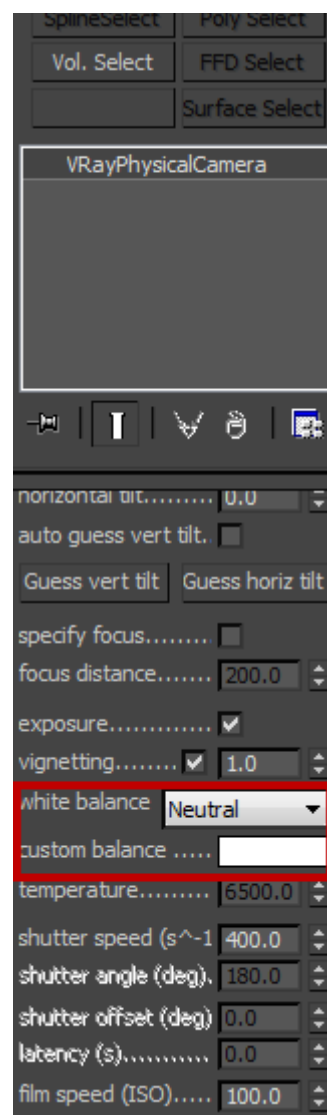 SplineSelect Poly Select
Vol. Select FFD Select
Surface Select
VRayPhysicalCamera
horizontal tilt......... 0.0
auto guess vert tilt..
Guess vert tilt Guess horiz tilt
specify focus........
focus distance....... 200.0
exposure.............
vignetting........ 1.0
white balance Neutral
custom balance .....
temperature......... 6500.0
shutter speed (s^-1 400.0
shutter angle (deg). 180.0
shutter offset (deg) 0.0
latency (s)........... 0.0
film speed (ISO)..... 100.0